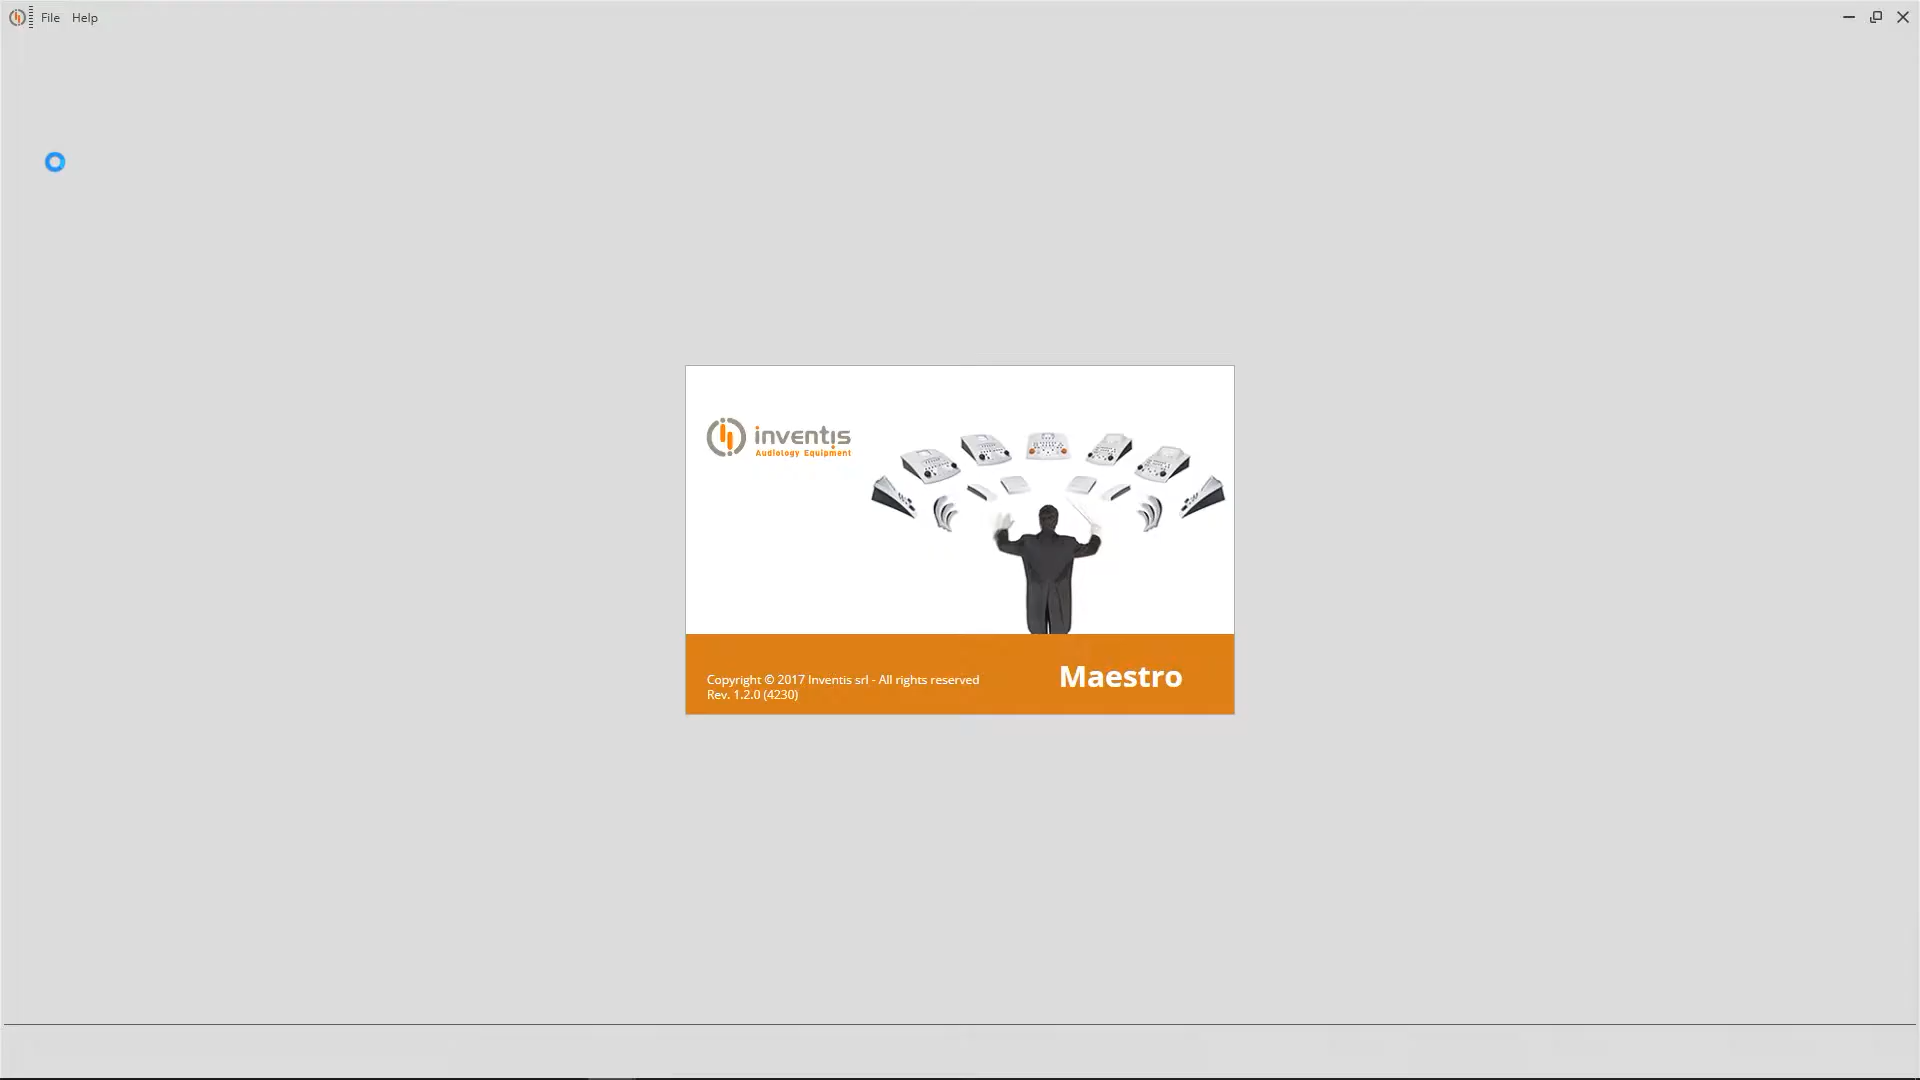 File Help
inventis
Audiology Equipment
Maestro
Copyright © 2017 Inventis srl - All rights reserved
Rev. 1.2.0 (4230)